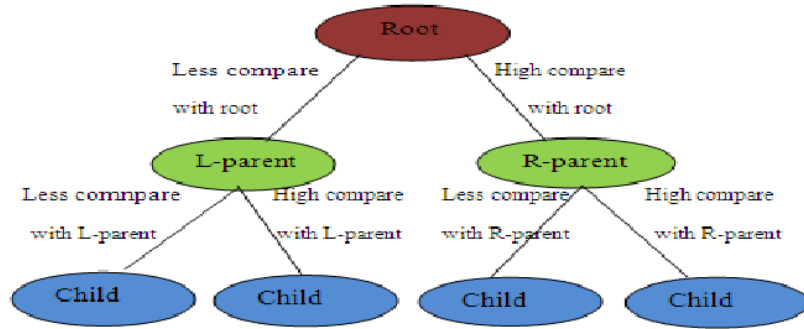 Root
Less compare
with root
High compare
with root
L-parent
R-parent
Less comnpare
with L-parent
High compare
with L-parent
Less compare
with R-parent
High compare
with R-parent
Child
Child
Child
Child